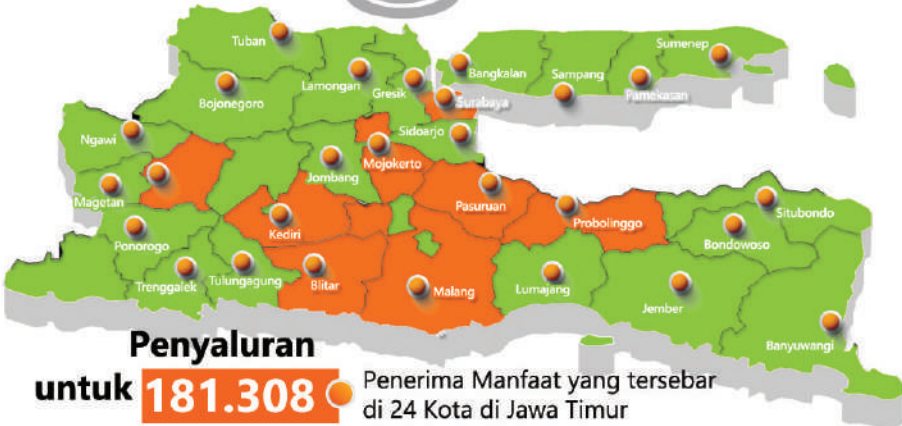 Tuban
Sumenep
Bangkalan
Lamongan
Sampang
Gresik
Bojonegoro
Pamekasan
Surabaya
Sidoarjo
Ngawi
Mojokerto
Jombang
Magetan
Pasuruan
Situbondo
Probolinggo
Kediri
Bondowoso
Ponorogo
Trenggalek
Tulungagung
Blitar
Malang
Lumajang
Jember
Banyuwangi
Penyaluran
untuk 181.308
Penerima Manfaat yang tersebar
di 24 Kota di Jawa Timur